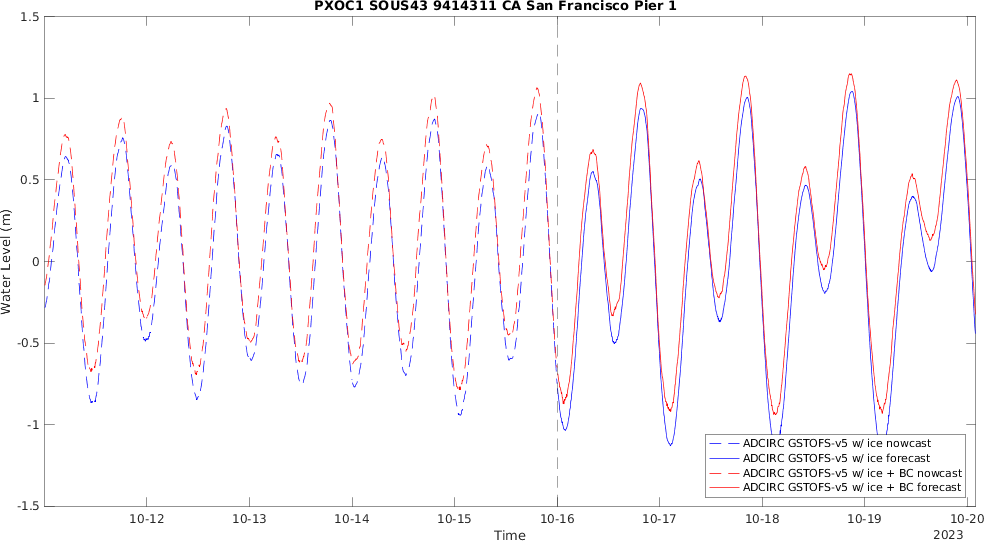 PXOC1 SOUS43 9414311 CA San Francisco Pier 1
1.5
1
0.5
0
-0.5
-1
-1.5
Water Level (m)
10-12
10-13
10-14
10-15
10-16
10-17
10-18
10-19
10-20
Time
2023
ADCIRC GSTOFS-v5 w/ ice nowcast
ADCIRC GSTOFS-v5 w/ ice forecast
ADCIRC GSTOFS-v5 w/ ice + BC nowcast
ADCIRC GSTOFS-v5 w/ ice + BC forecast